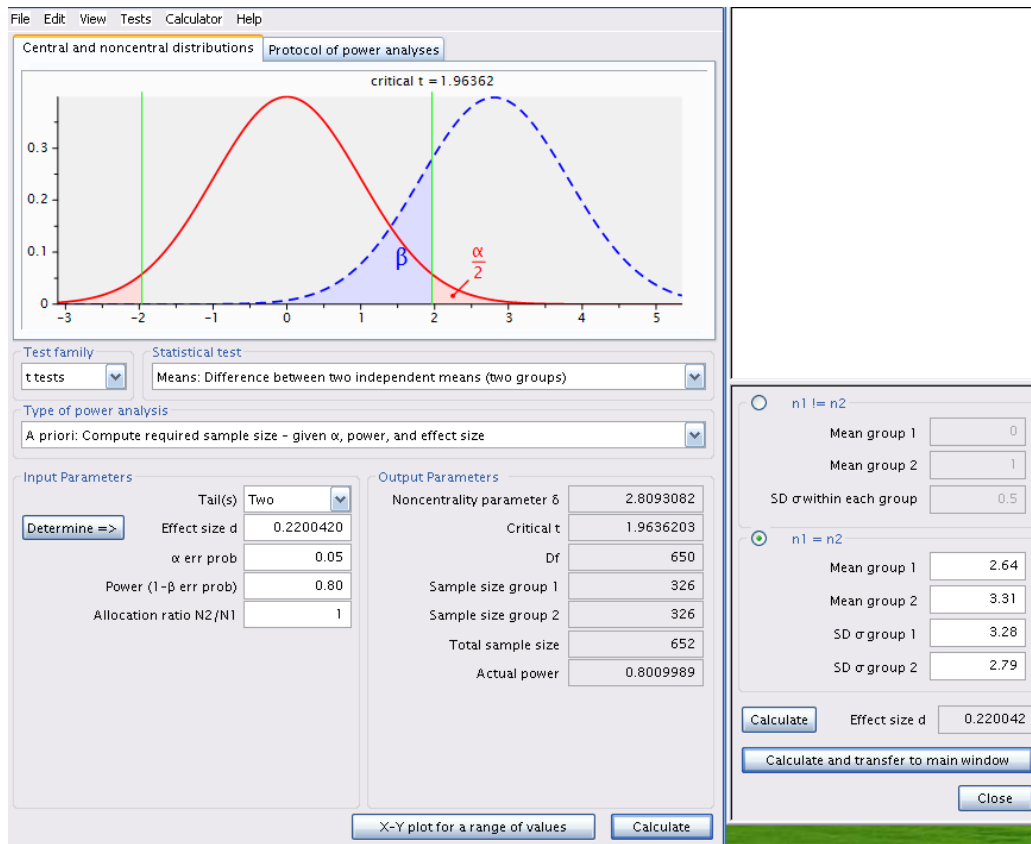 File Edit View Tests Calculator Help
Central and noncentral distributions Protocol of power analyses
critical t = 1.96362
0.3
0.2
0.1
0
β
α
2
-3 -2 -1 0 1 2 3 4 5
Test family
t tests
Statistical test
Means: Difference between two independent means (two groups)
Type of power analysis
A priori: Compute required sample size - given α, power, and effect size
Input Parameters
Tail(s) Two
Determine => Effect size d 0.2200420
α err prob 0.05
Power (1-β err prob) 0.80
Allocation ratio N2/N1 1
Output Parameters
Noncentrality parameter δ 2.8093082
Critical t 1.9636203
Df 650
Sample size group 1 326
Sample size group 2 326
Total sample size 652
Actual power 0.8009989
X-Y plot for a range of values Calculate
n1 != n2
Mean group 1 0
Mean group 2 1
SD σ within each group 0.5
n1 = n2
Mean group 1 2.64
Mean group 2 3.31
SD σ group 1 3.28
SD σ group 2 2.79
Calculate Effect size d 0.220042
Calculate and transfer to main window
Close